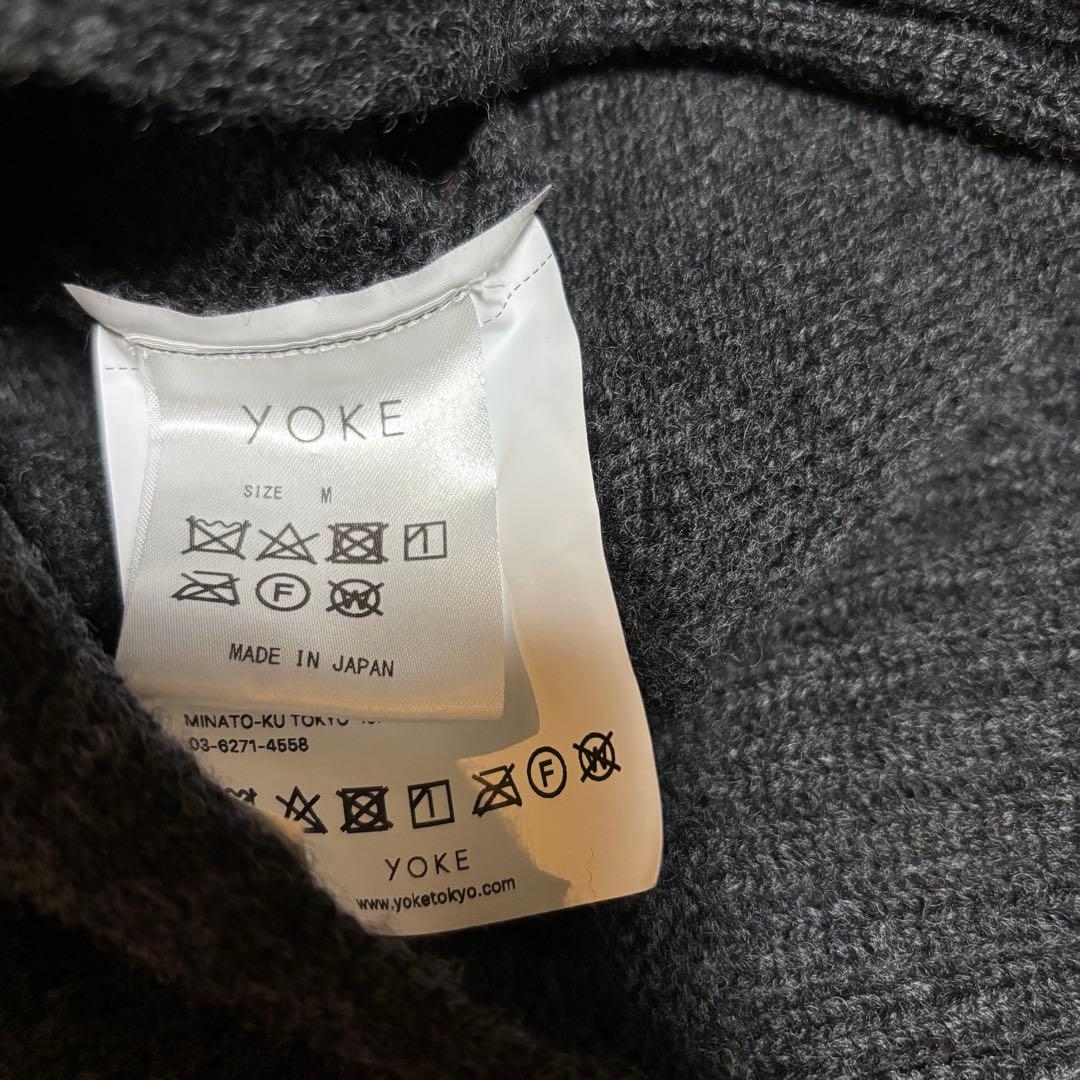 YOKE
SIZE M
F
W
MADE IN JAPAN
MINATO-KU TOKYO
03-6271-4558
F
W
YOKE
www.yoketokyo.com